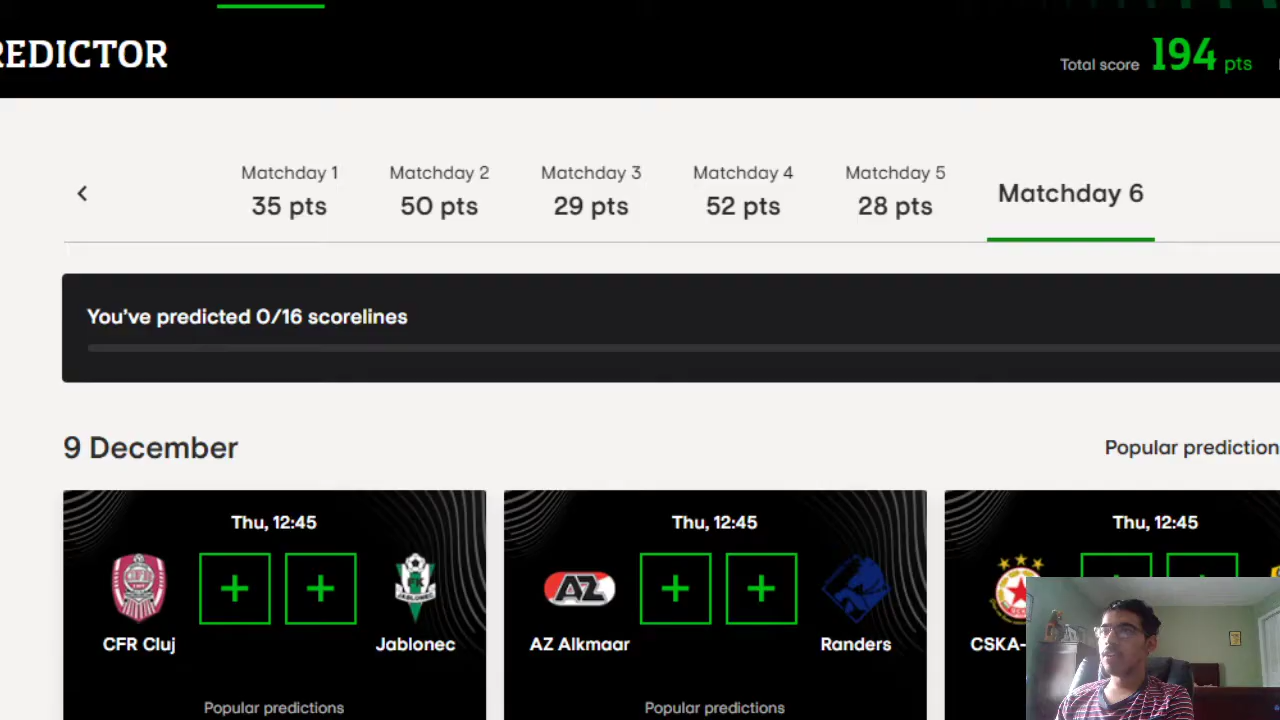 REDICTOR
Total score 194 pts
Matchday 1
35 pts
Matchday 2
50 pts
Matchday 3
29 pts
Matchday 4
52 pts
Matchday 5
28 pts
Matchday 6
You've predicted 0/16 scorelines
9 December
Popular prediction
Thu, 12:45
+ +
JABLONEC
CFR Cluj
Jablonec
Popular predictions
Thu, 12:45
AZ
+ +
AZ Alkmaar
Randers
Popular predictions
Thu, 12:45
CSKA-